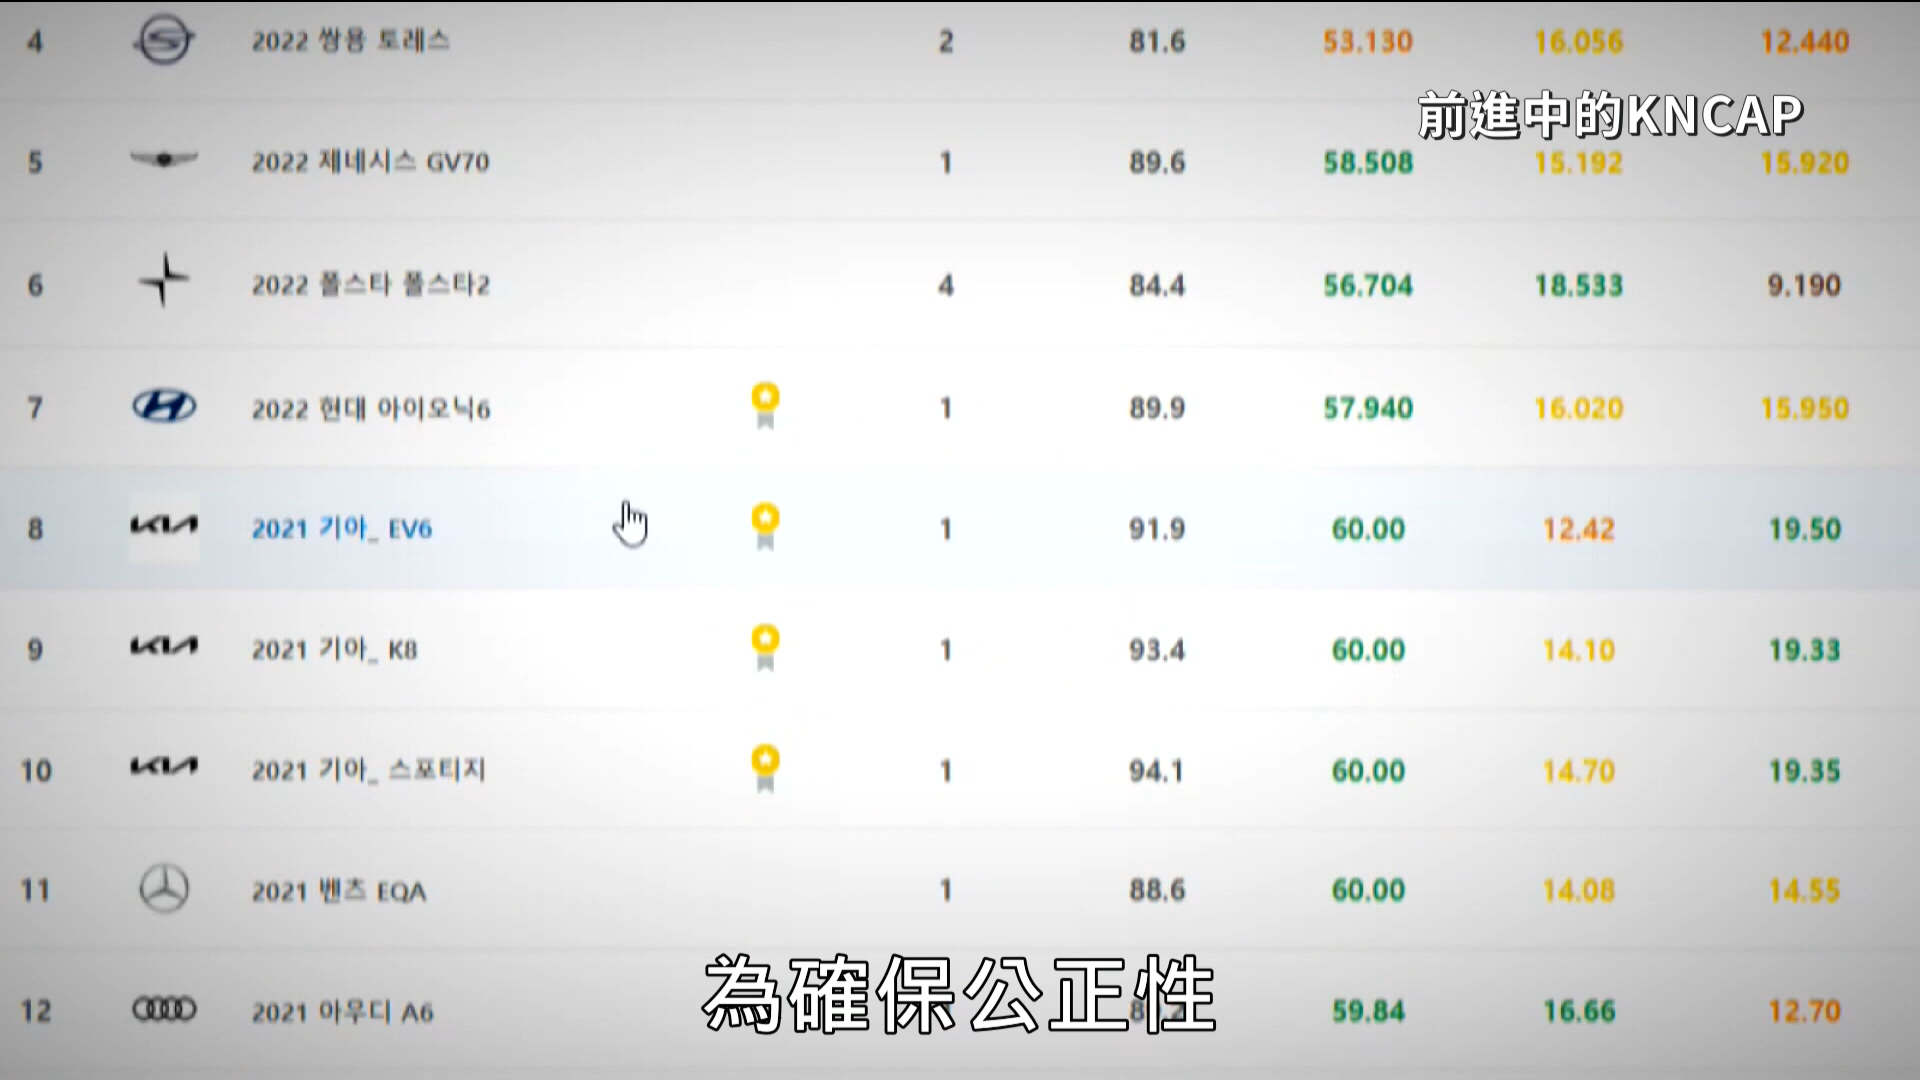 4 2022 쌍용 토레스 2 81.6 53.130 16.056 12.440
前進中的KNCAP
5 2022 제네시스 GV70 1 89.6 58.508 15.192 15.920
6 2022 폴스타 폴스타2 4 84.4 56.704 18.533 9.190
7 2022 현대 아이오닉6 1 89.9 57.940 16.020 15.950
8 KIA 2021 기아_ EV6 1 91.9 60.00 12.42 19.50
9 KIA 2021 기아_ K8 1 93.4 60.00 14.10 19.33
10 KIA 2021 기아_ 스포티지 1 94.1 60.00 14.70 19.35
11 2021 벤츠 EQA 1 88.6 60.00 14.08 14.55
12 2021 아우디 A6 59.84 16.66 12.70
為確保公正性